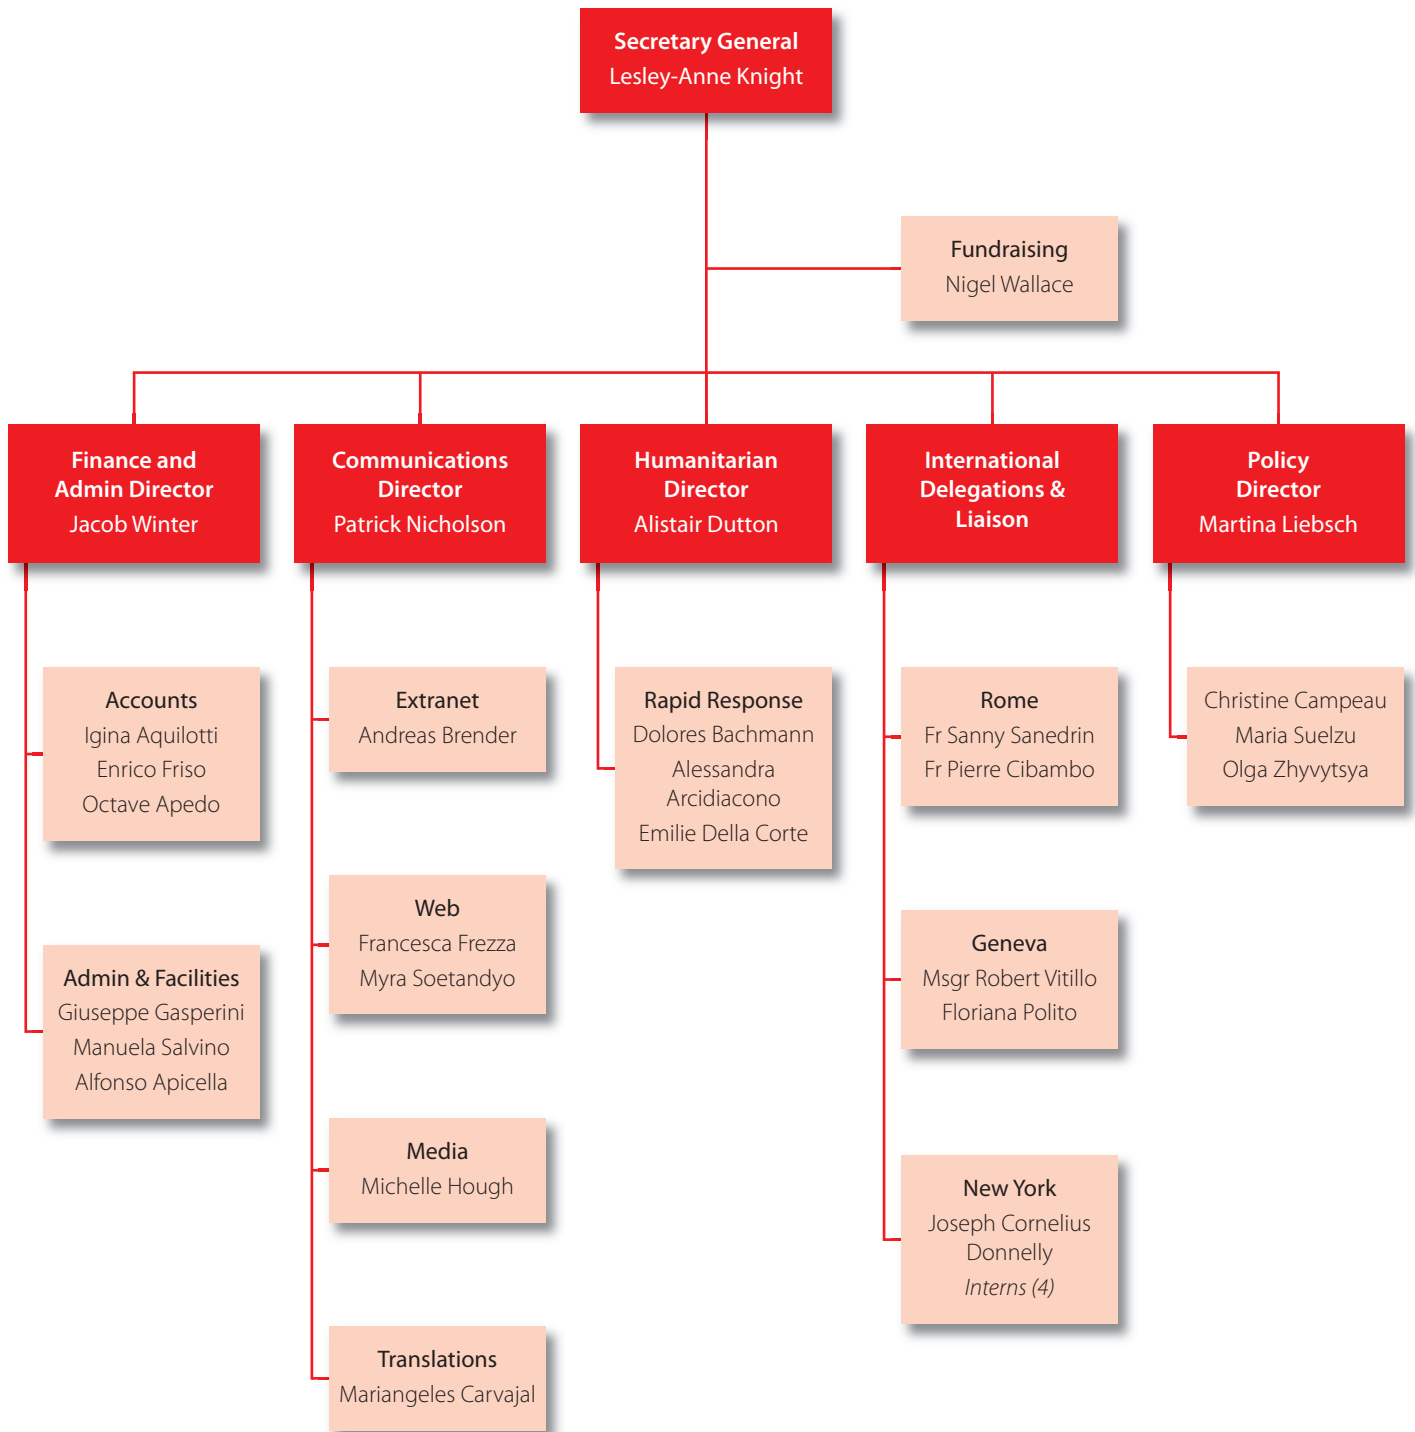 Secretary General
Lesley-Anne Knight
Fundraising
Nigel Wallace
Finance and
Admin Director
Jacob Winter
Communications
Director
Patrick Nicholson
Humanitarian
Director
Alistair Dutton
International
Delegations &
Liaison
Policy
Director
Martina Liebsch
Accounts
Igina Aquilotti
Enrico Friso
Octave Apedo
Admin & Facilities
Giuseppe Gasperini
Manuela Salvino
Alfonso Apicella
Extranet
Andreas Brender
Web
Francesca Frezza
Myra Soetandyo
Media
Michelle Hough
Translations
Mariangeles Carvajal
Rapid Response
Dolores Bachmann
Alessandra
Arcidiacono
Emilie Della Corte
Rome
Fr Sanny Sanedrin
Fr Pierre Cibambo
Geneva
Msgr Robert Vitillo
Floriana Polito
New York
Joseph Cornelius
Donnelly
Interns (4)
Christine Campeau
Maria Suelzu
Olga Zhyvytsya